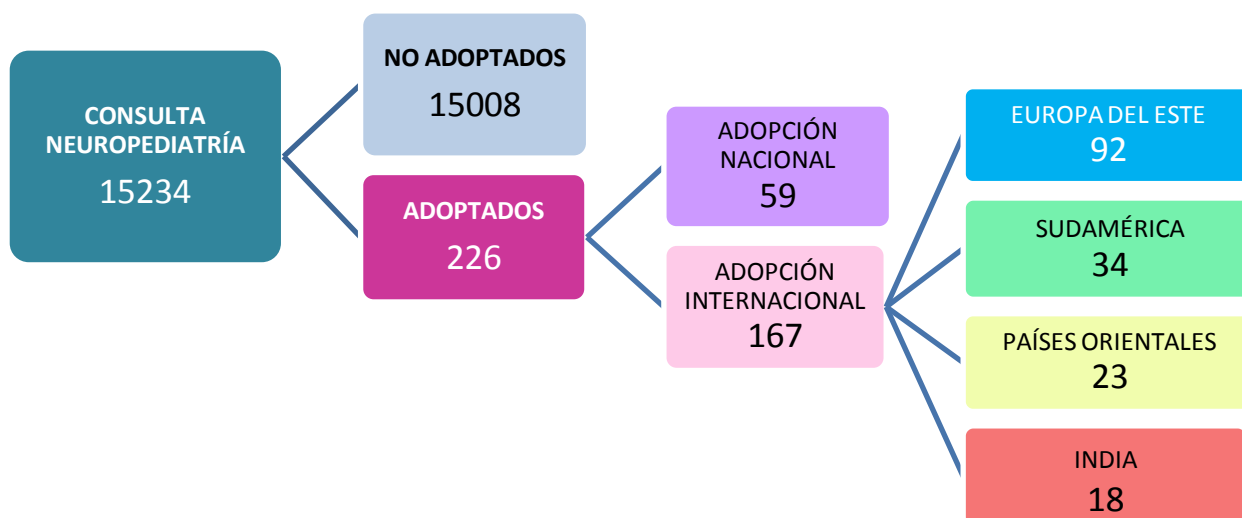 CONSULTA
NEUROPEDIATRÍA
15234
NO ADOPTADOS
15008
ADOPTADOS
226
ADOPCIÓN
NACIONAL
59
ADOPCIÓN
INTERNACIONAL
167
EUROPA DEL ESTE
92
SUDAMÉRICA
34
PAÍSES ORIENTALES
23
INDIA
18